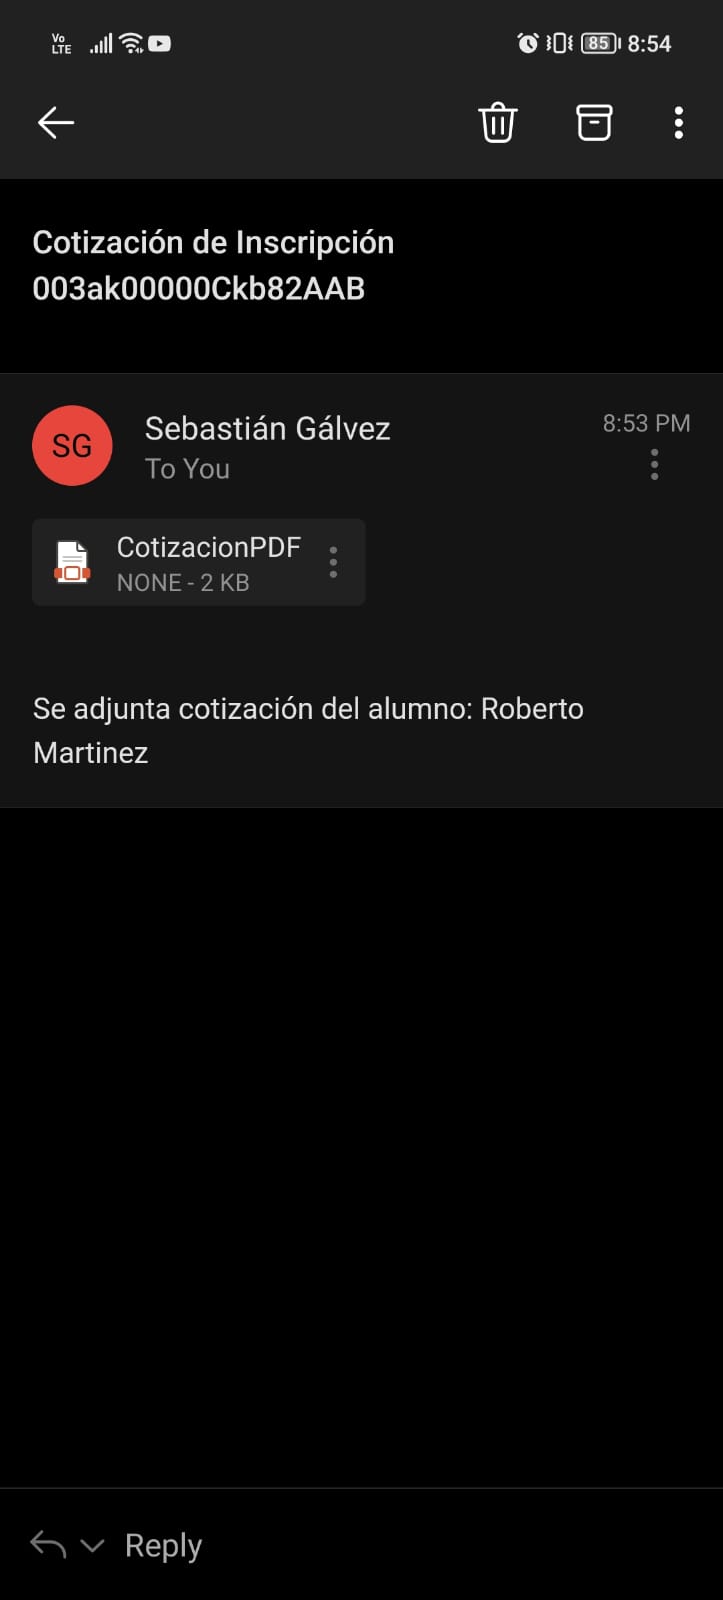 Vo
LTE
85
8:54
Cotización de Inscripción
003ak00000Ckb82AAB
SG
Sebastián Gálvez
8:53 PM
To You
CotizacionPDF
NONE - 2 KB
Se adjunta cotización del alumno: Roberto
Martinez
Reply